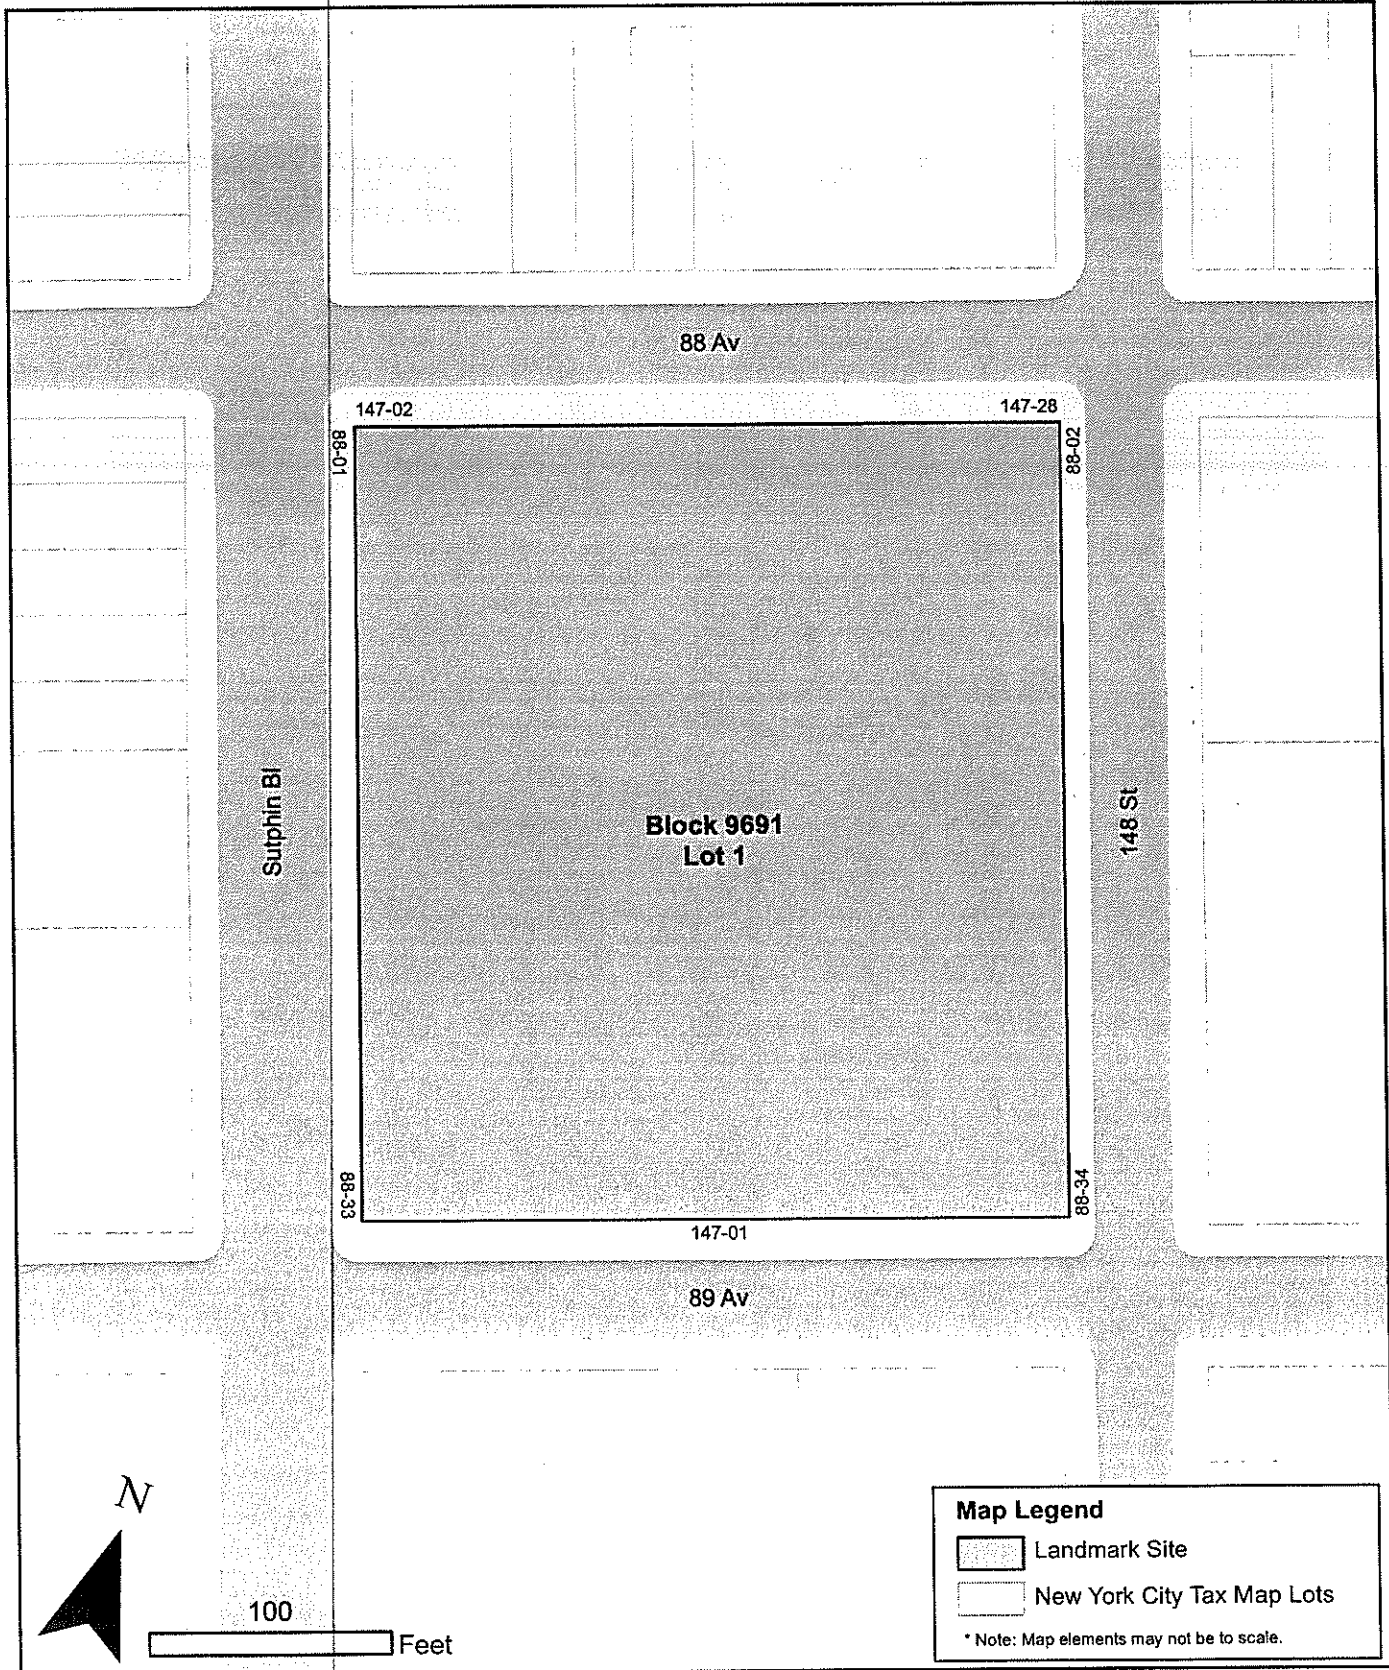 88 Av
147-02
147-28
88-01
88-02
Sutphin Bl
Block 9691
Lot 1
148 St
88-33
88-34
147-01
89 Av
N
100
Feet
Map Legend
Landmark Site
New York City Tax Map Lots
* Note: Map elements may not be to scale.